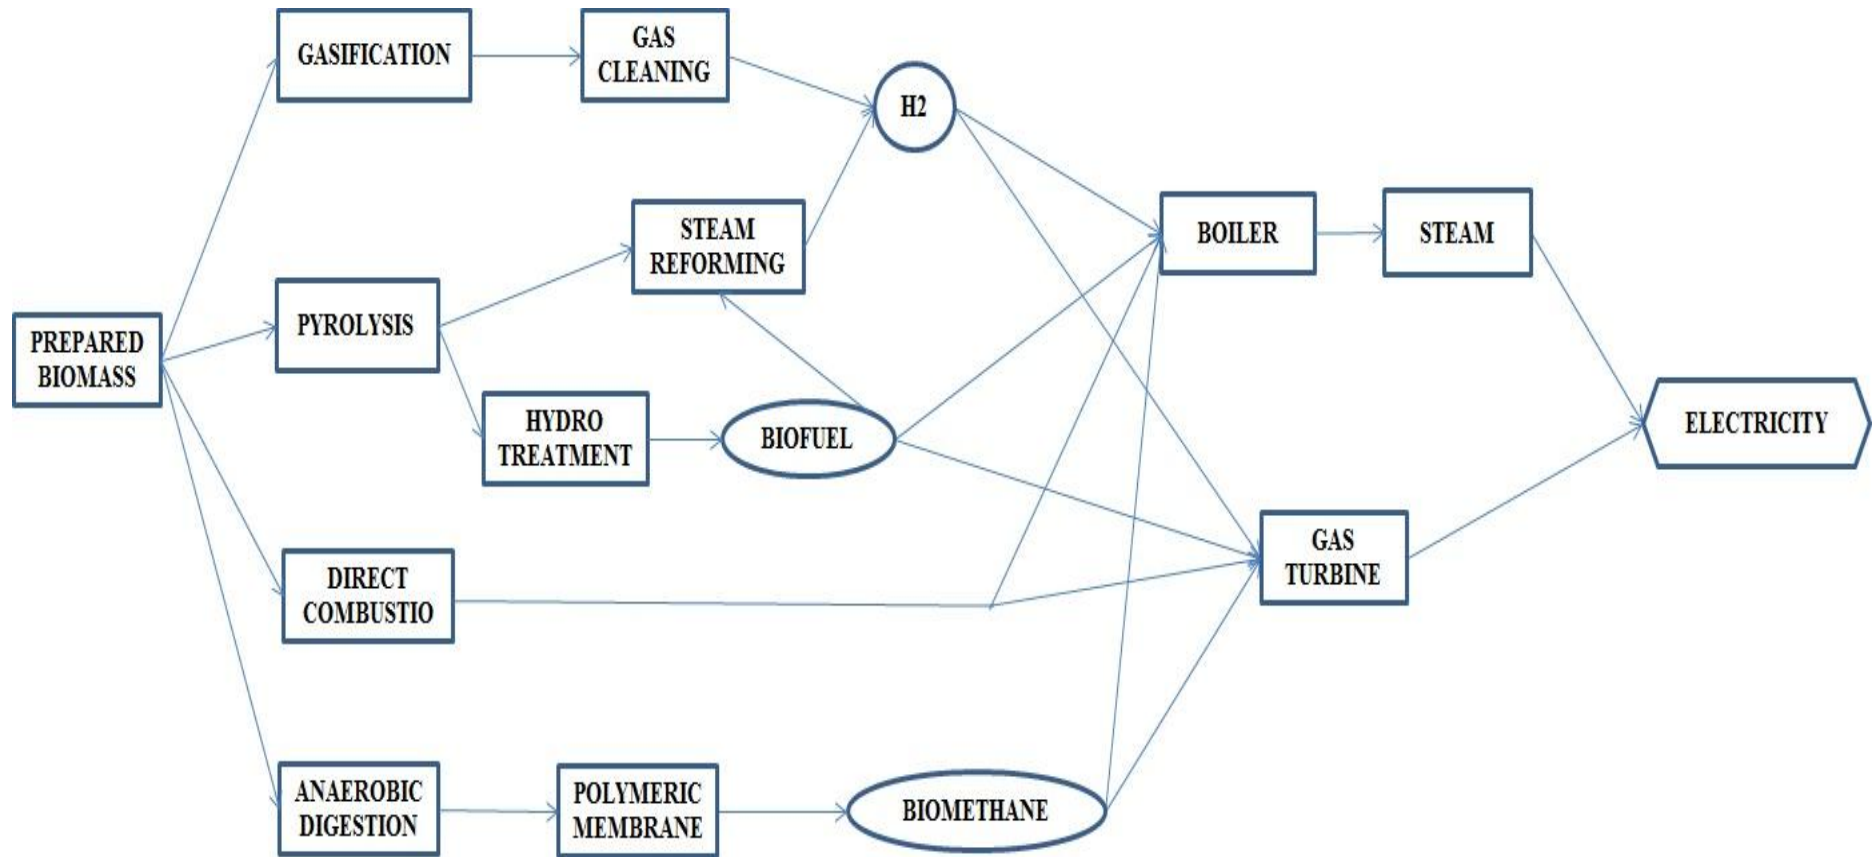 GASIFICATION
GAS
CLEANING
H2
STEAM
REFORMING
BOILER
STEAM
PREPARED
BIOMASS
PYROLYSIS
HYDRO
TREATMENT
BIOFUEL
ELECTRICITY
DIRECT
COMBUSTIO
GAS
TURBINE
ANAEROBIC
DIGESTION
POLYMERIC
MEMBRANE
BIOMETHANE